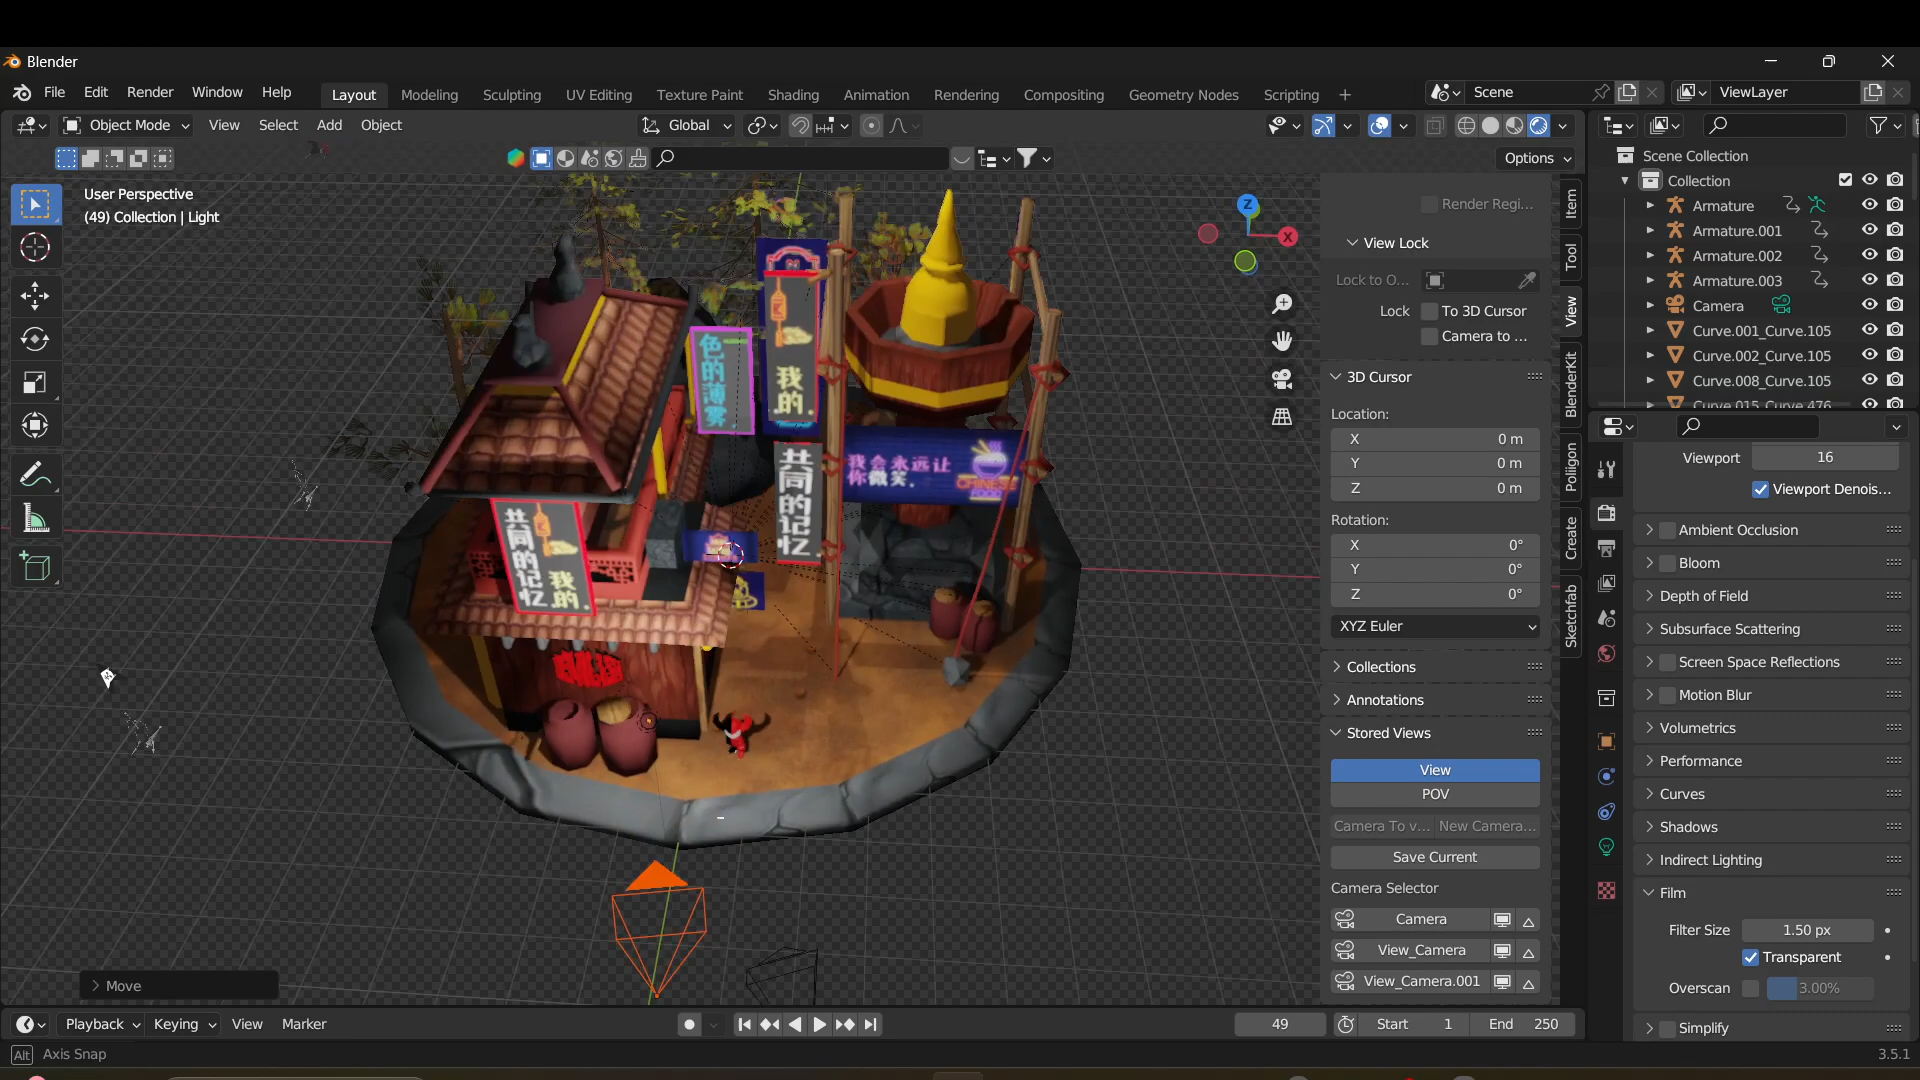 Blender
File Edit Render Window Help Layout Modeling Sculpting UV Editing Texture Paint Shading Animation Rendering Compositing Geometry Nodes Scripting + Scene ViewLayer
Object Mode View Select Add Object Global
Options
User Perspective
(49) Collection | Light
Z
X
色的薄雾
我的
共同的记忆
我会永远让
你微笑.
CHINESE
FOOD
共同的记忆
我的
Move
Render Regi...
View Lock
Lock to O...
Lock To 3D Cursor
Camera to ...
3D Cursor
Location:
X 0 m
Y 0 m
Z 0 m
Rotation:
X 0°
Y 0°
Z 0°
XYZ Euler
Collections
Annotations
Stored Views
View
POV
Camera To v... New Camera...
Save Current
Camera Selector
Camera
View_Camera
View_Camera.001
Item
Tool
View
BlenderKit
Poliigon
Create
Sketchfab
Scene Collection
Collection
Armature
Armature.001
Armature.002
Armature.003
Camera
Curve.001_Curve.105
Curve.002_Curve.105
Curve.008_Curve.105
Curve.015_Curve.476
Viewport 16
Viewport Denois...
Ambient Occlusion
Bloom
Depth of Field
Subsurface Scattering
Screen Space Reflections
Motion Blur
Volumetrics
Performance
Curves
Shadows
Indirect Lighting
Film
Filter Size 1.50 px
Transparent
Overscan 3.00%
Simplify
Playback Keying View Marker 49 Start 1 End 250
Alt Axis Snap 3.5.1